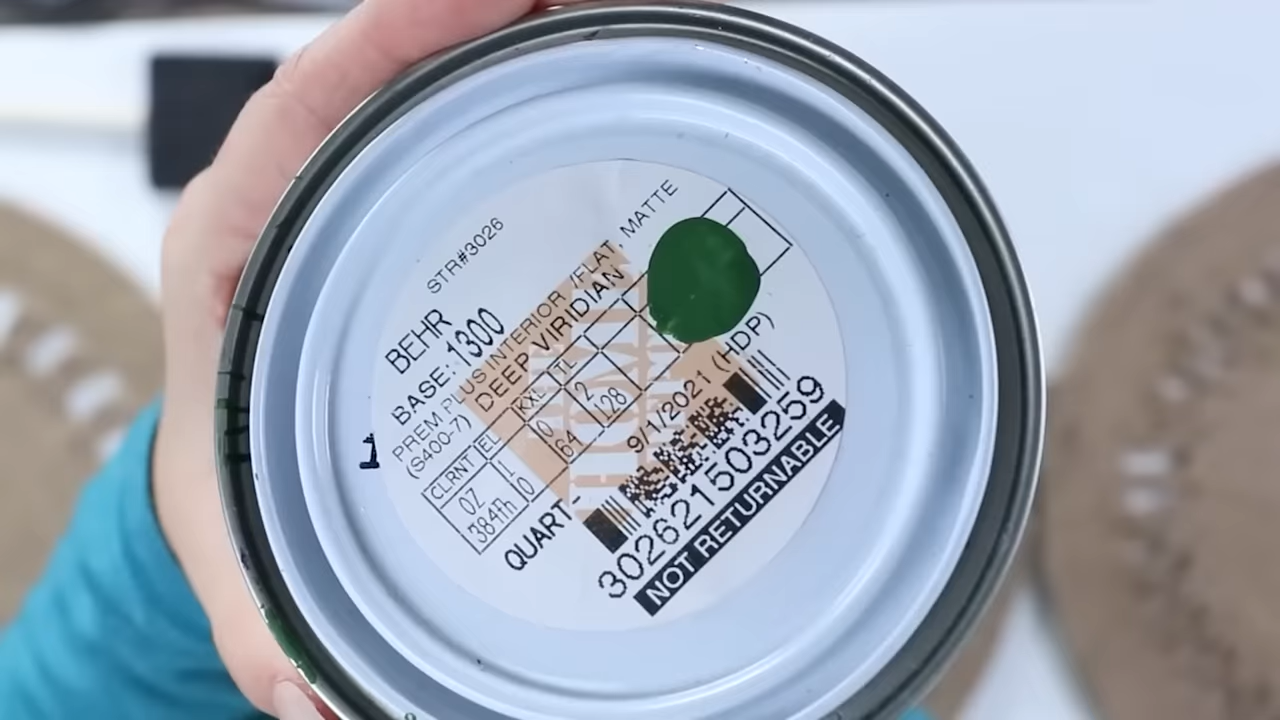 STR#3026
BEHR
BASE: 1300
PREM PLUS INTERIOR /FLAT, MATTE
(S400-7) DEEP VIRIDIAN
CLRNT EL KXL TL
OZ 1 0 2
384th 0 64 128
QUART - 9/1/2021 (HDP)
302621503259
NOT RETURNABLE